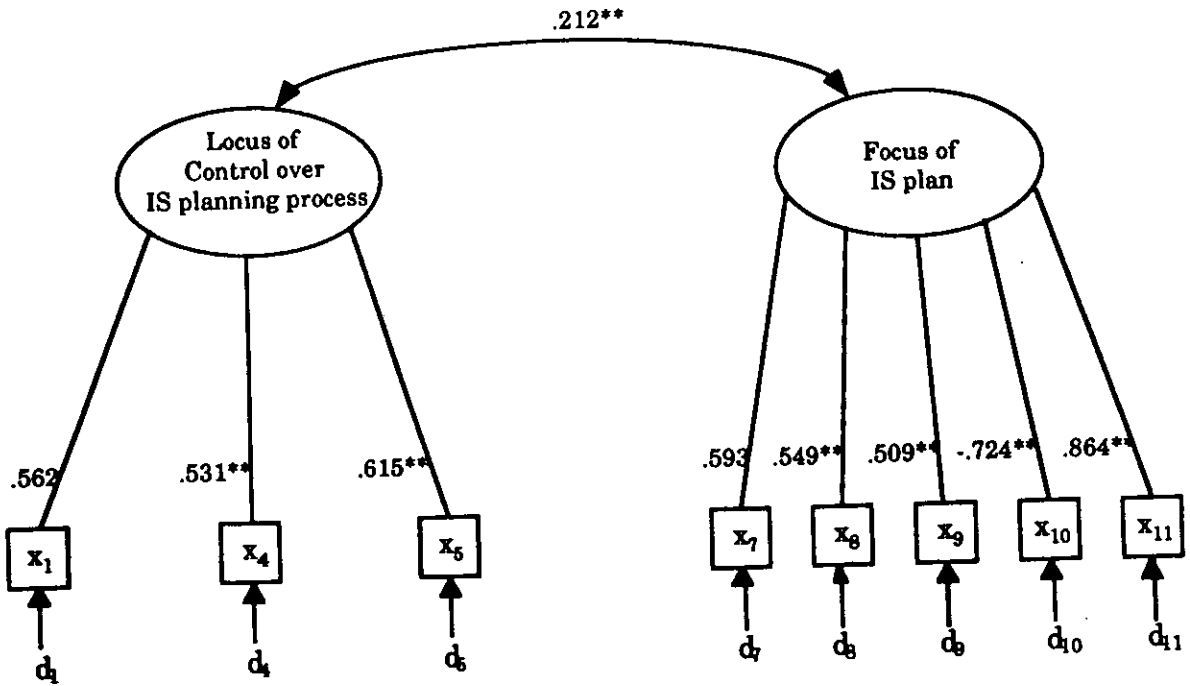 .212**
Locus of
Control over
IS planning process
Focus of
IS plan
.562 .531** .615** .593 .549** .509** -.724** .864**
x₁ x₄ x₅ x₇ x₈ x₉ x₁₀ x₁₁
d₁ d₄ d₅ d₇ d₈ d₉ d₁₀ d₁₁